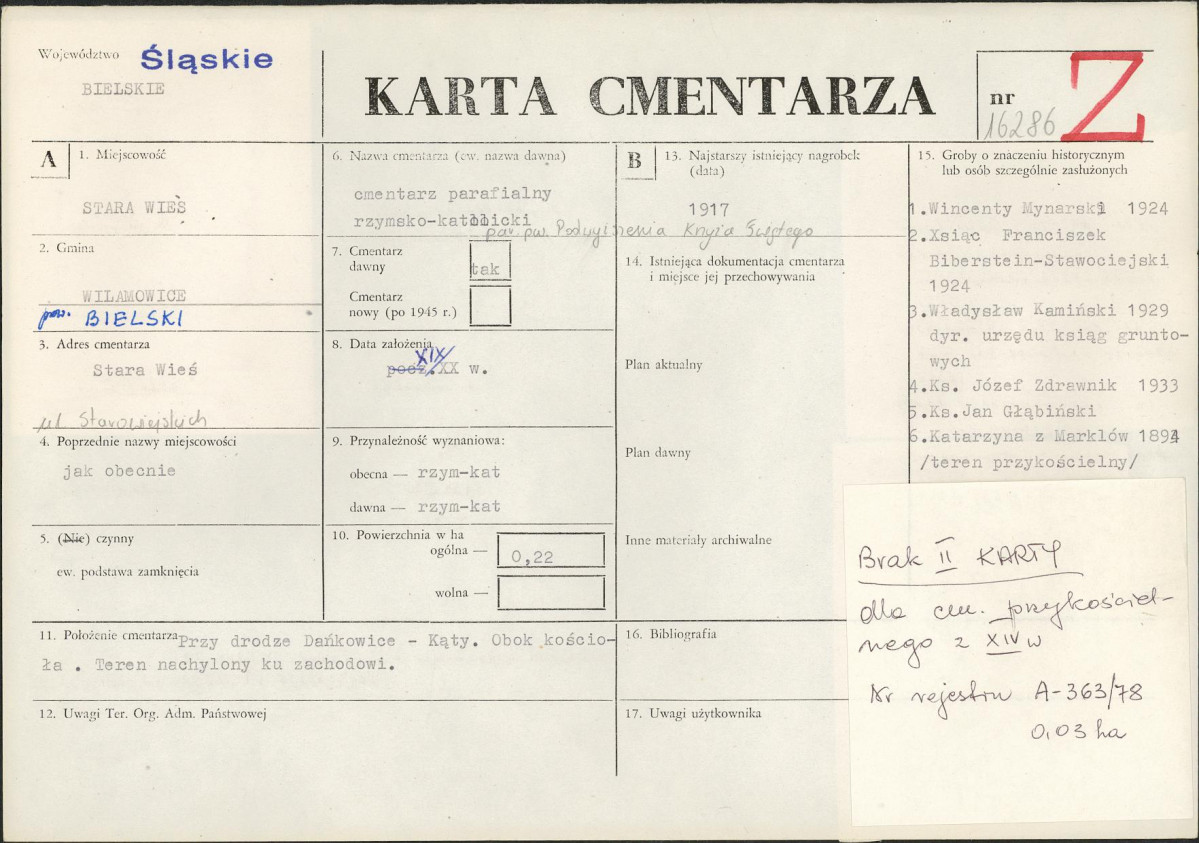 Województwo Śląskie
BIELSKIE
KARTA CMENTARZA
nr
16286
Z
A
1. Miejscowość
STARA WIEŚ
2. Gmina
WILAMOWICE
pow. BIELSKI
3. Adres cmentarza
Stara Wieś
ul Starowiejskich
4. Poprzednie nazwy miejscowości
jak obecnie
5. (Nie) czynny
ew. podstawa zamknięcia
6. Nazwa cmentarza (ew. nazwa dawna)
cmentarz parafialny
rzymsko-katolicki
par. pw. Podwyższenia Krzyża Świętego
7. Cmentarz
dawny
tak
Cmentarz
nowy (po 1945 r.)
8. Data założenia
XIX/
pocz.XX w.
9. Przynależność wyznaniowa:
obecna — rzym-kat
dawna — rzym-kat
10. Powierzchnia w ha
ogólna — 0,22
wolna —
11. Położenie cmentarza Przy drodze Dańkowice - Kąty. Obok kościo-
ła . Teren nachylony ku zachodowi.
12. Uwagi Ter. Org. Adm. Państwowej
B
13. Najstarszy istniejący nagrobek
(data)
1917
14. Istniejąca dokumentacja cmentarza
i miejsce jej przechowywania
Plan aktualny
Plan dawny
Inne materiały archiwalne
16. Bibliografia
17. Uwagi użytkownika
15. Groby o znaczeniu historycznym
lub osób szczególnie zasłużonych
1.Wincenty Mynarski 1924
2.Xsiąc Franciszek
Biberstein-Stawociejski
1924
3.Władysław Kamiński 1929
dyr. urzędu ksiąg grunto-
wych
4.Ks. Józef Zdrawnik 1933
5.Ks.Jan Głąbiński
6.Katarzyna z Marklów 1894
/teren przykościelny/
Brak II KARTY
dla cm. przykościel-
nego z XIV w
Nr rejestru A-363/78
0,03 ha